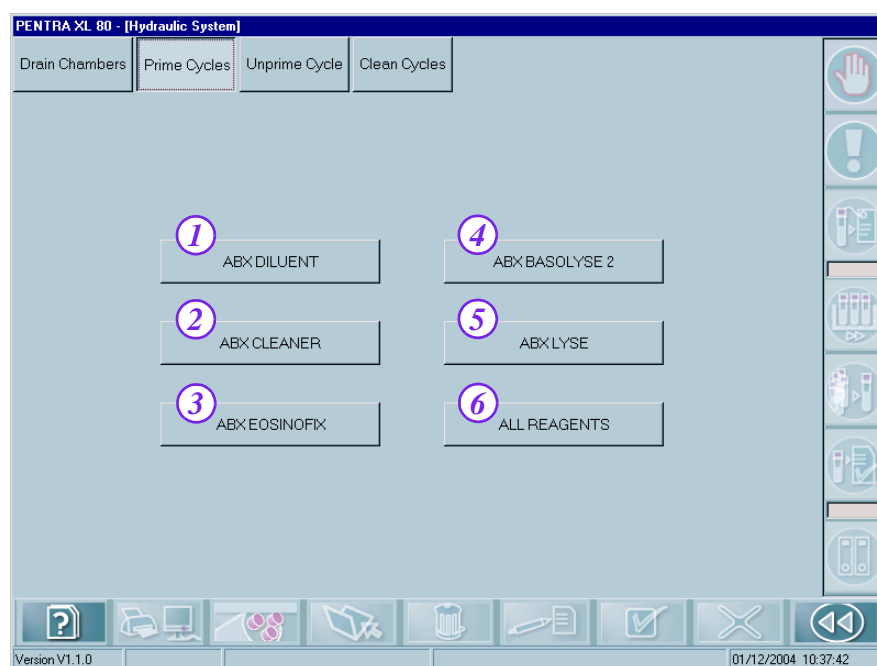 PENTRA XL 80 - [Hydraulic System]
Drain Chambers Prime Cycles Unprime Cycle Clean Cycles
1 4
ABX DILUENT ABX BASOLYSE 2
2 5
ABX CLEANER ABX LYSE
3 6
ABX EOSINOFIX ALL REAGENTS
?
Version V1.1.0 01/12/2004 10:37:42